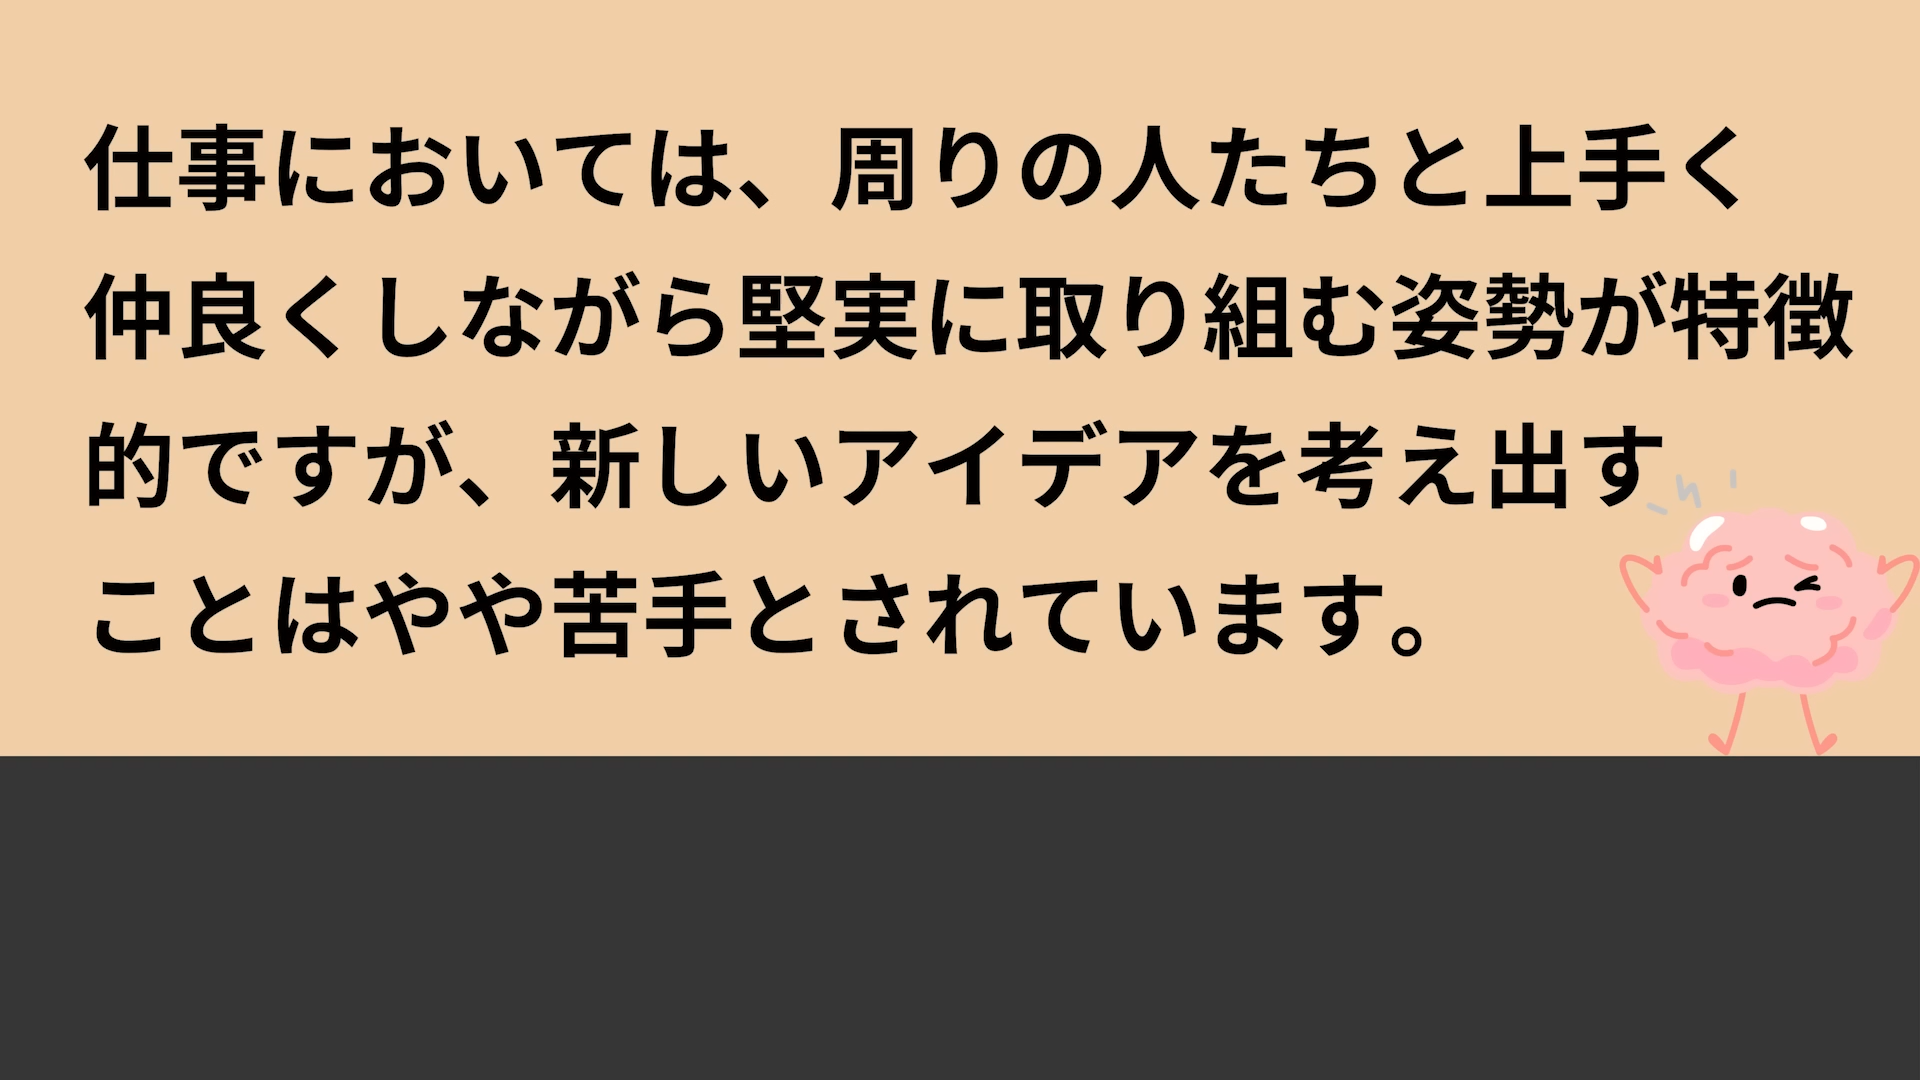 仕事においては、周りの人たちと上手く
仲良くしながら堅実に取り組む姿勢が特徴
的ですが、新しいアイデアを考え出す
ことはやや苦手とされています。